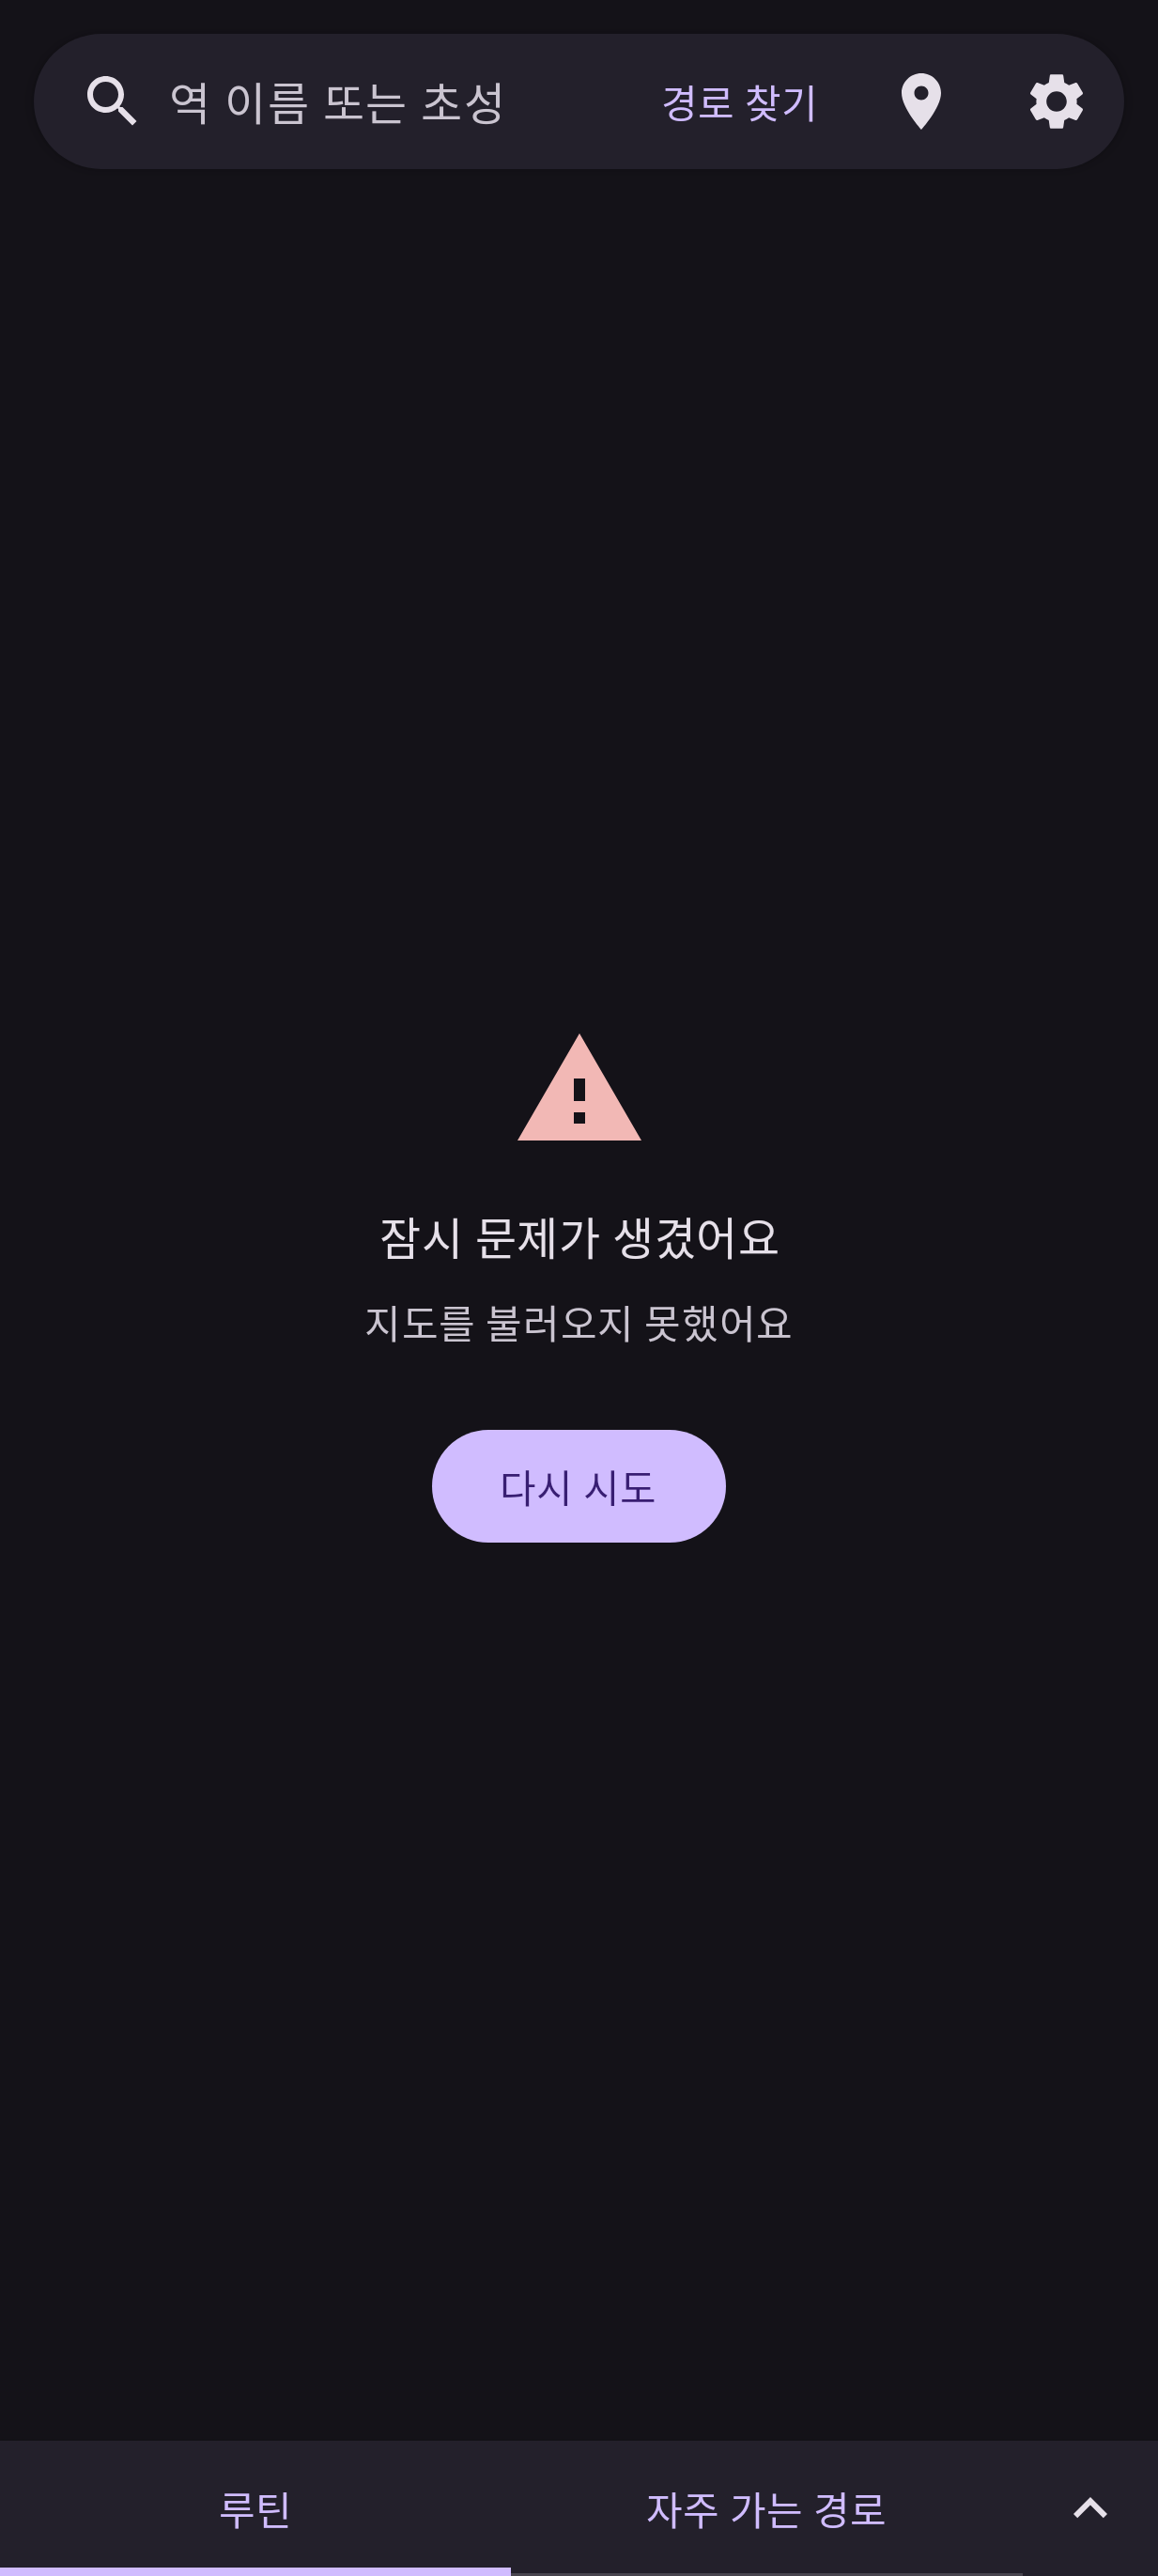 역 이름 또는 초성 경로 찾기
잠시 문제가 생겼어요
지도를 불러오지 못했어요
다시 시도
루틴 자주 가는 경로